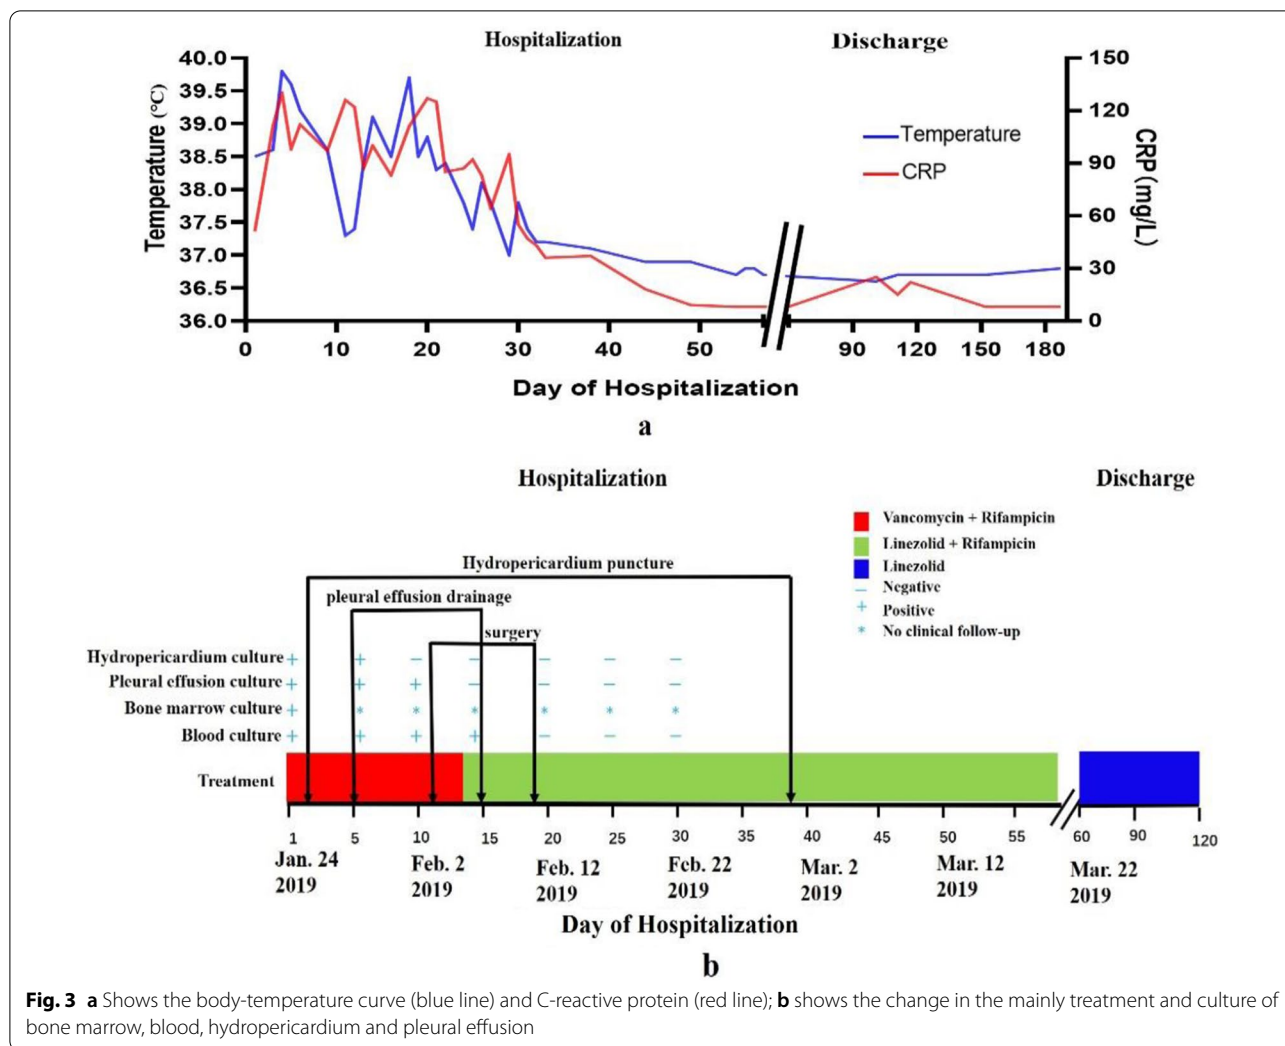 Hospitalization Discharge
Temperature (°C)
40.0
39.5
39.0
38.5
38.0
37.5
37.0
36.5
36.0
150
120
90
60
30
0
CRP(mg/L)
Temperature
CRP
0 10 20 30 40 50 90 120 150 180
Day of Hospitalization
a
Hospitalization Discharge
Vancomycin + Rifampicin
Linezolid + Rifampicin
Linezolid
− Negative
+ Positive
* No clinical follow-up
Hydropericardium puncture
pleural effusion drainage
surgery
Hydropericardium culture + + − − − − −
Pleural effusion culture + + + − − − −
Bone marrow culture + * * * * * *
Blood culture + + + + − − −
Treatment
1 5 10 15 20 25 30 35 40 45 50 55 60 90 120
Jan. 24 Feb. 2 Feb. 12 Feb. 22 Mar. 2 Mar. 12 Mar. 22
2019 2019 2019 2019 2019 2019 2019
Day of Hospitalization
b
Fig. 3 a Shows the body-temperature curve (blue line) and C-reactive protein (red line); b shows the change in the mainly treatment and culture of
bone marrow, blood, hydropericardium and pleural effusion